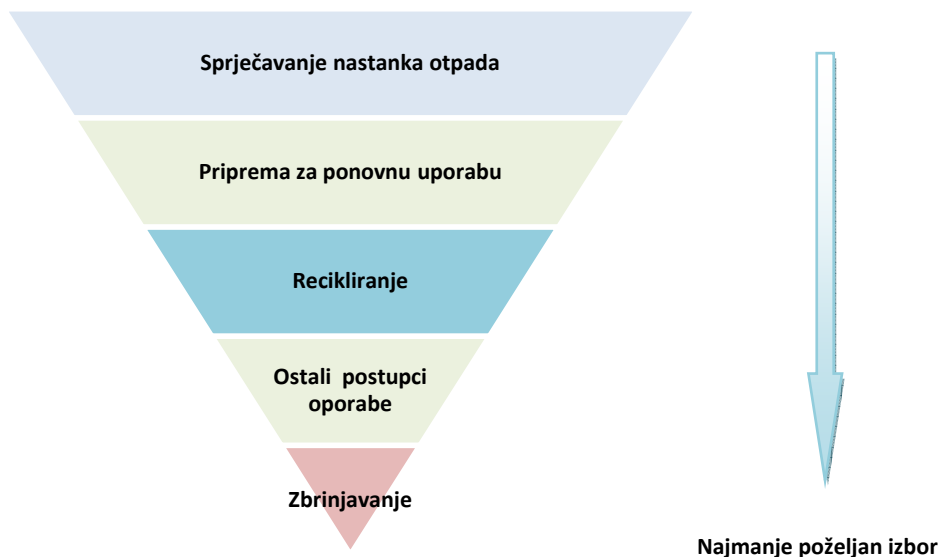 Sprječavanje nastanka otpada
Priprema za ponovnu uporabu
Recikliranje
Ostali postupci
oporabe
Zbrinjavanje
Najmanje poželjan izbor